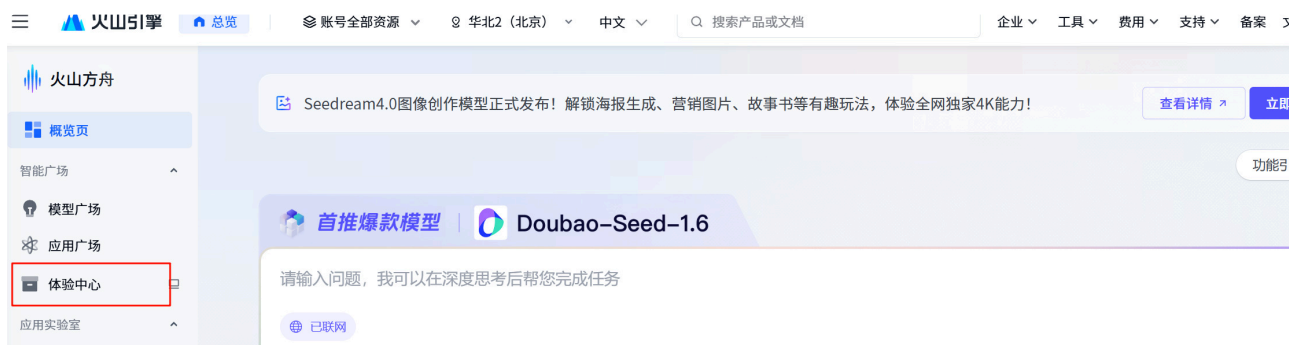 火山引擎 总览 账号全部资源 华北2（北京） 中文 搜索产品或文档 企业 工具 费用 支持 备案
火山方舟
Seedream4.0图像创作模型正式发布！解锁海报生成、营销图片、故事书等有趣玩法，体验全网独家4K能力！ 查看详情 立即
概览页
智能广场
功能引
模型广场
首推爆款模型 Doubao-Seed-1.6
应用广场
体验中心
请输入问题，我可以在深度思考后帮您完成任务
应用实验室
已联网